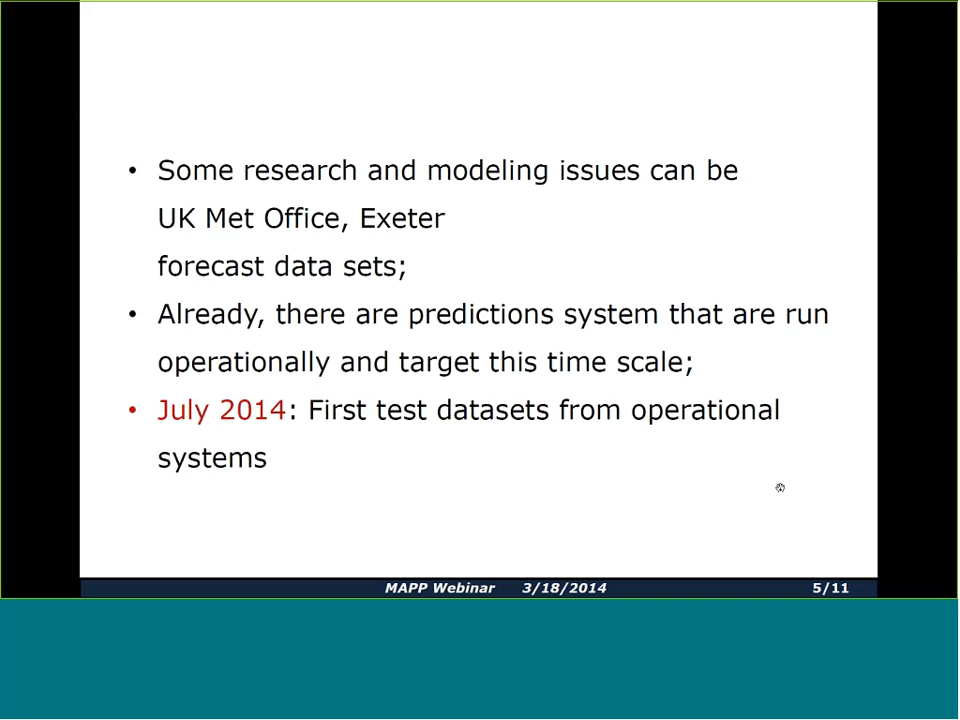 • Some research and modeling issues can be
UK Met Office, Exeter
forecast data sets;
• Already, there are predictions system that are run
operationally and target this time scale;
• July 2014: First test datasets from operational
systems
MAPP Webinar 3/18/2014 5/11